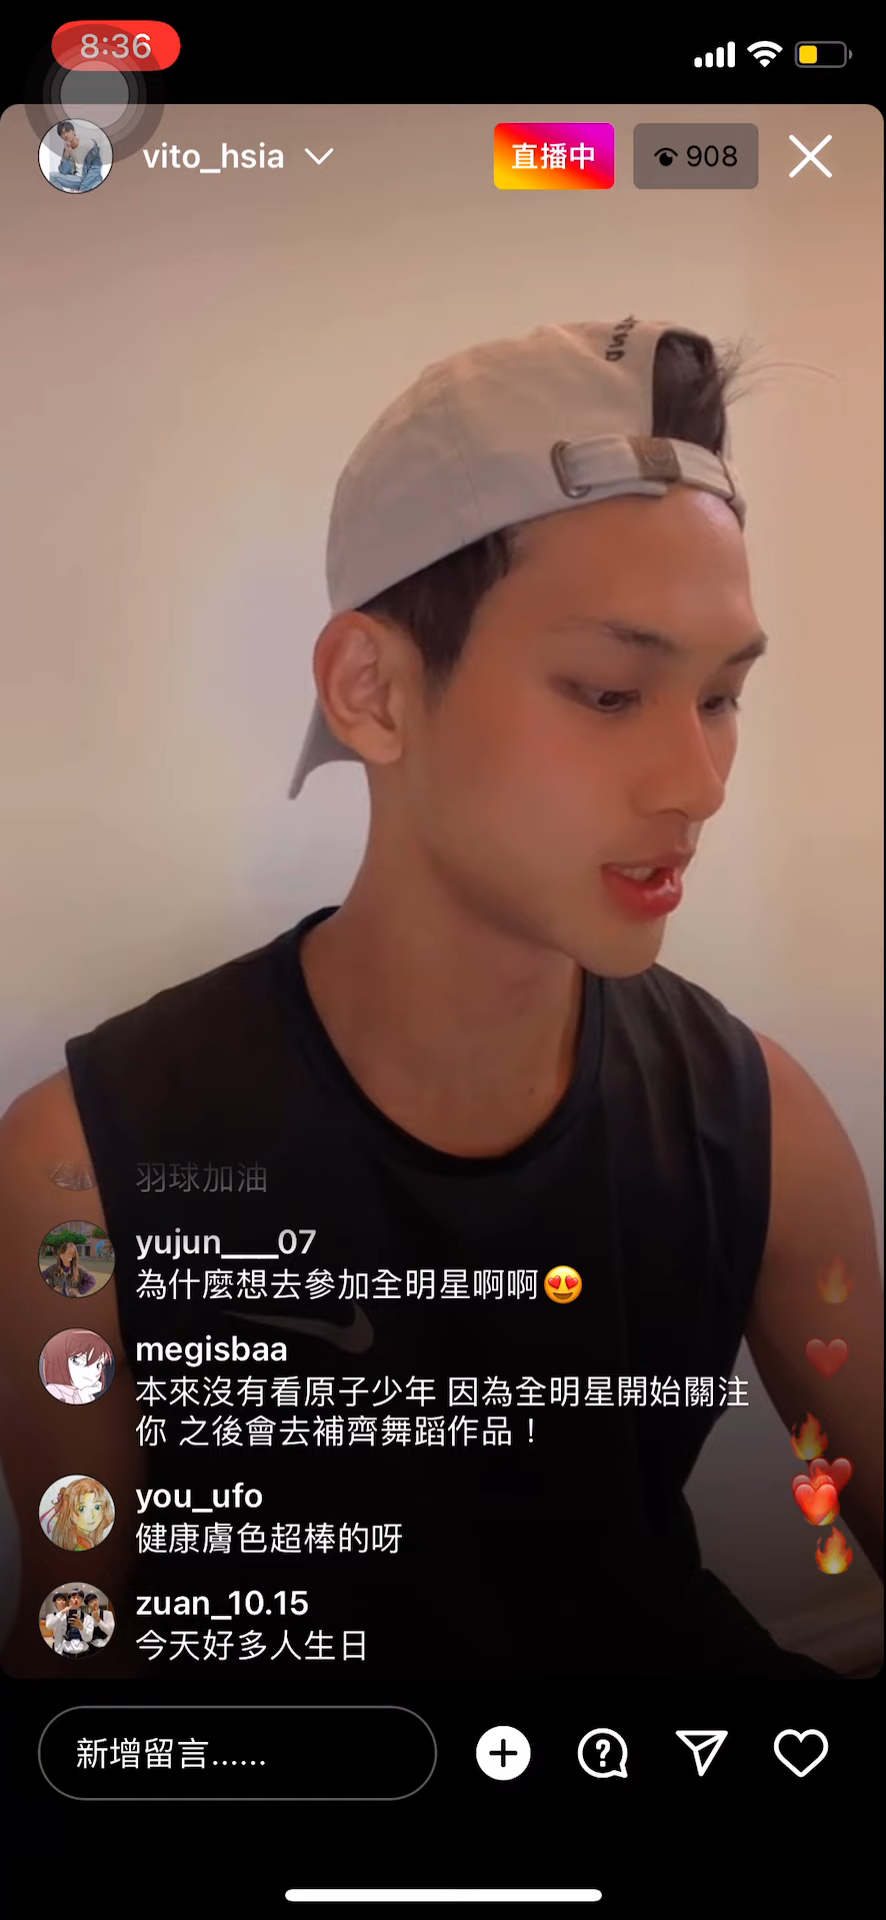 8:36
vito_hsia
直播中
908
羽球加油
yujun___07
為什麼想去參加全明星啊啊😍
megisbaa
本來沒有看原子少年 因為全明星開始關注
你 之後會去補齊舞蹈作品！
you_ufo
健康膚色超棒的呀
zuan_10.15
今天好多人生日
新增留言......